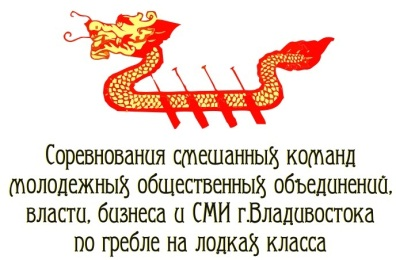 Соревнования смешанных команд
молодежных общественных объединений,
власти, бизнеса и СМИ г.Владивостока
по гребле на лодках класса